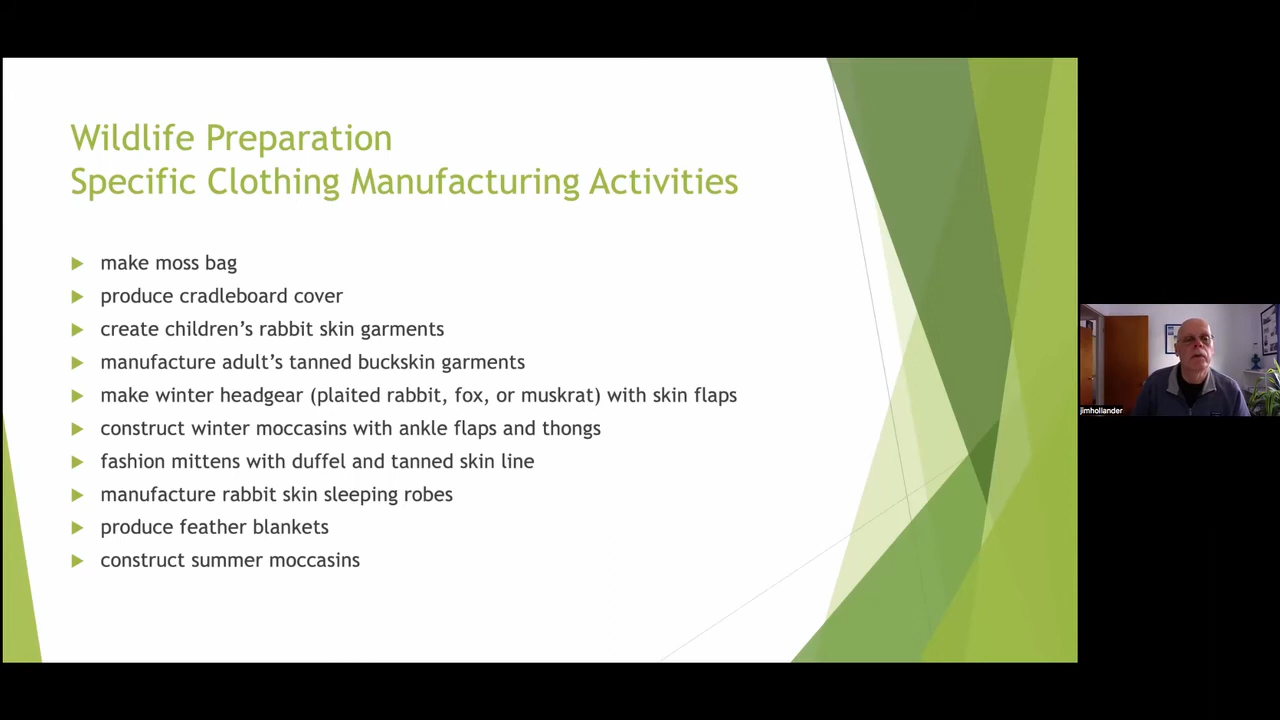 Wildlife Preparation
Specific Clothing Manufacturing Activities
make moss bag
produce cradleboard cover
create children’s rabbit skin garments
manufacture adult’s tanned buckskin garments
make winter headgear (plaited rabbit, fox, or muskrat) with skin flaps
construct winter moccasins with ankle flaps and thongs
fashion mittens with duffel and tanned skin line
manufacture rabbit skin sleeping robes
produce feather blankets
construct summer moccasins
jimhollander